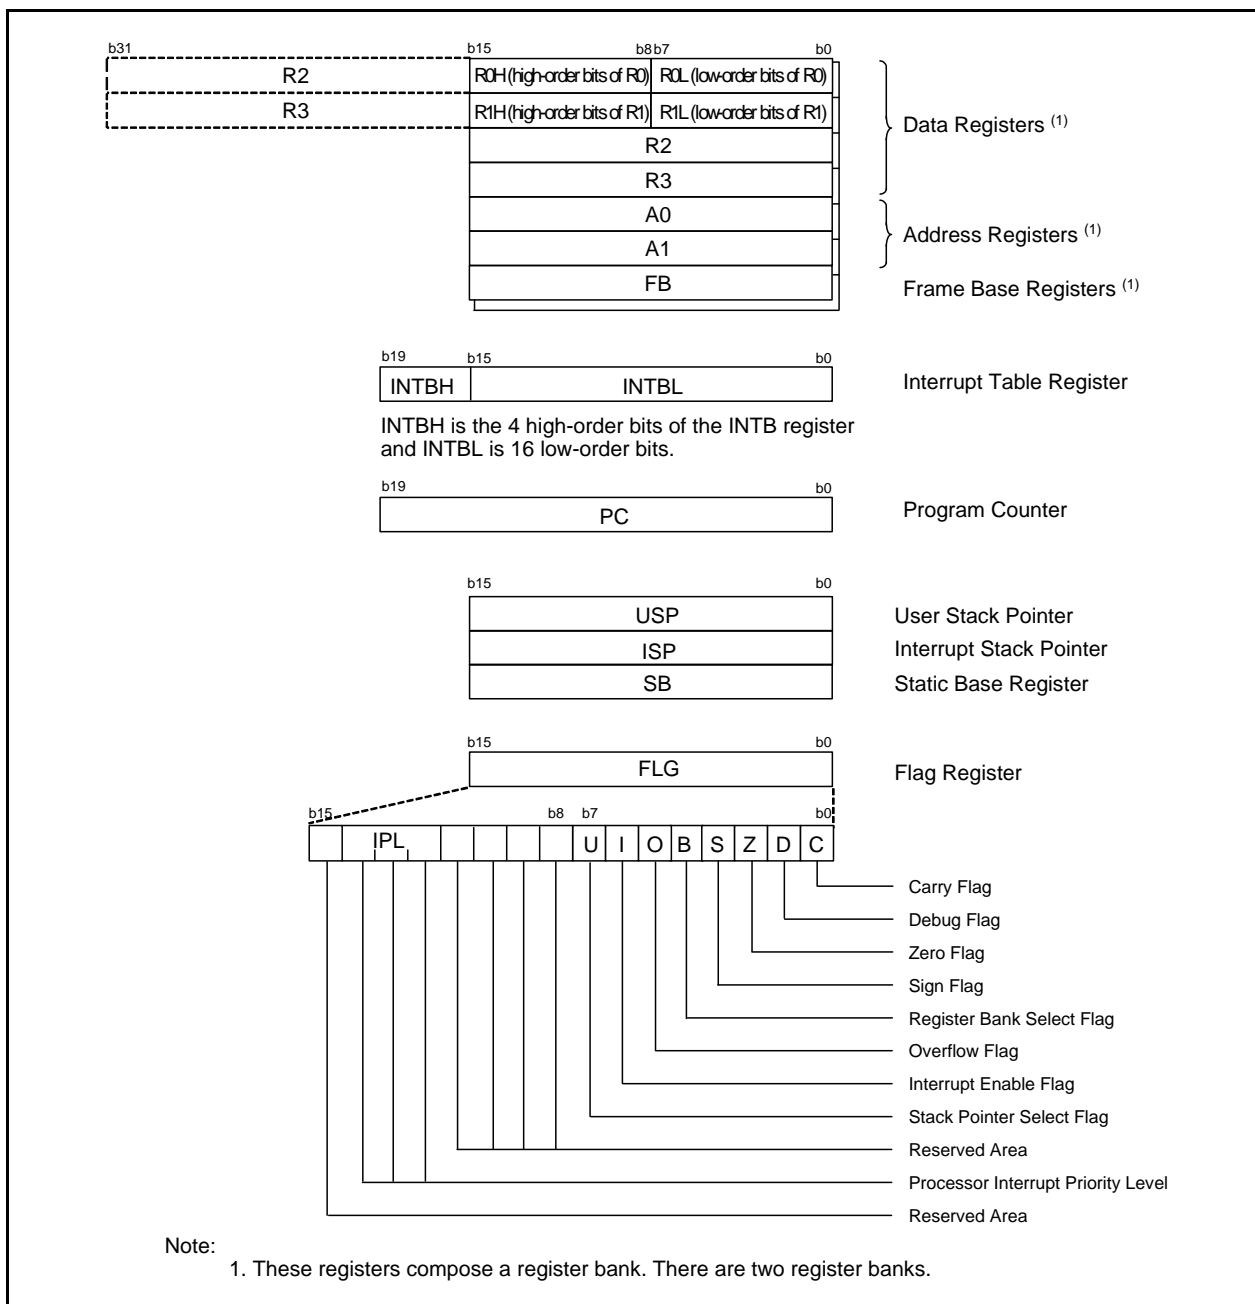 b31 b15 b8 b7 b0
R2 R0H (high-order bits of R0) R0L (low-order bits of R0)
R3 R1H (high-order bits of R1) R1L (low-order bits of R1)
Data Registers (1)
R2
R3
A0
Address Registers (1)
A1
FB Frame Base Registers (1)
b19 b15 b0
INTBH INTBL Interrupt Table Register
INTBH is the 4 high-order bits of the INTB register
and INTBL is 16 low-order bits.
b19 b0
PC Program Counter
b15 b0
USP User Stack Pointer
ISP Interrupt Stack Pointer
SB Static Base Register
b15 b0
FLG Flag Register
b15 b8 b7 b0
IPL U I O B S Z D C
Carry Flag
Debug Flag
Zero Flag
Sign Flag
Register Bank Select Flag
Overflow Flag
Interrupt Enable Flag
Stack Pointer Select Flag
Reserved Area
Processor Interrupt Priority Level
Reserved Area
Note:
1. These registers compose a register bank. There are two register banks.